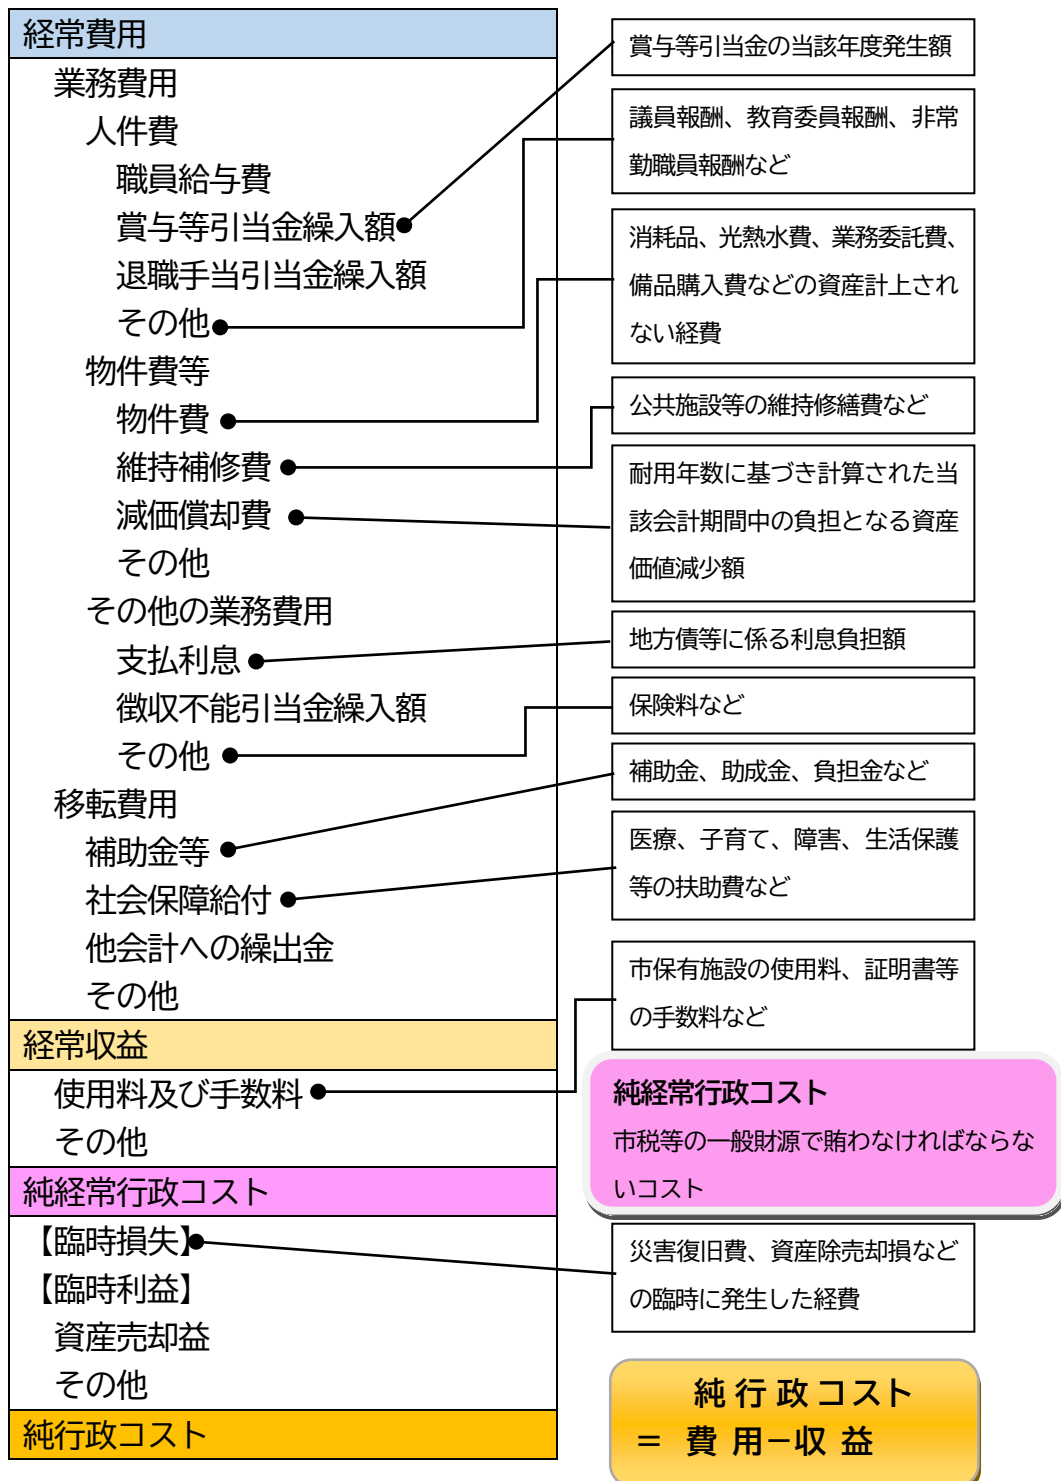 経常費用
業務費用
人件費
職員給与費
賞与等引当金繰入額
退職手当引当金繰入額
その他
物件費等
物件費
維持補修費
減価償却費
その他
その他の業務費用
支払利息
徴収不能引当金繰入額
その他
移転費用
補助金等
社会保障給付
他会計への繰出金
その他
経常収益
使用料及び手数料
その他
純経常行政コスト
【臨時損失】
【臨時利益】
資産売却益
その他
純行政コスト
賞与等引当金の当該年度発生額
議員報酬、教育委員報酬、非常
勤職員報酬など
消耗品、光熱水費、業務委託費、
備品購入費などの資産計上され
ない経費
公共施設等の維持修繕費など
耐用年数に基づき計算された当
該会計期間中の負担となる資産
価値減少額
地方債等に係る利息負担額
保険料など
補助金、助成金、負担金など
医療、子育て、障害、生活保護
等の扶助費など
市保有施設の使用料、証明書等
の手数料など
純経常行政コスト
市税等の一般財源で賄わなければならな
いコスト
災害復旧費、資産除売却損など
の臨時に発生した経費
純行政コスト
＝ 費用－収益